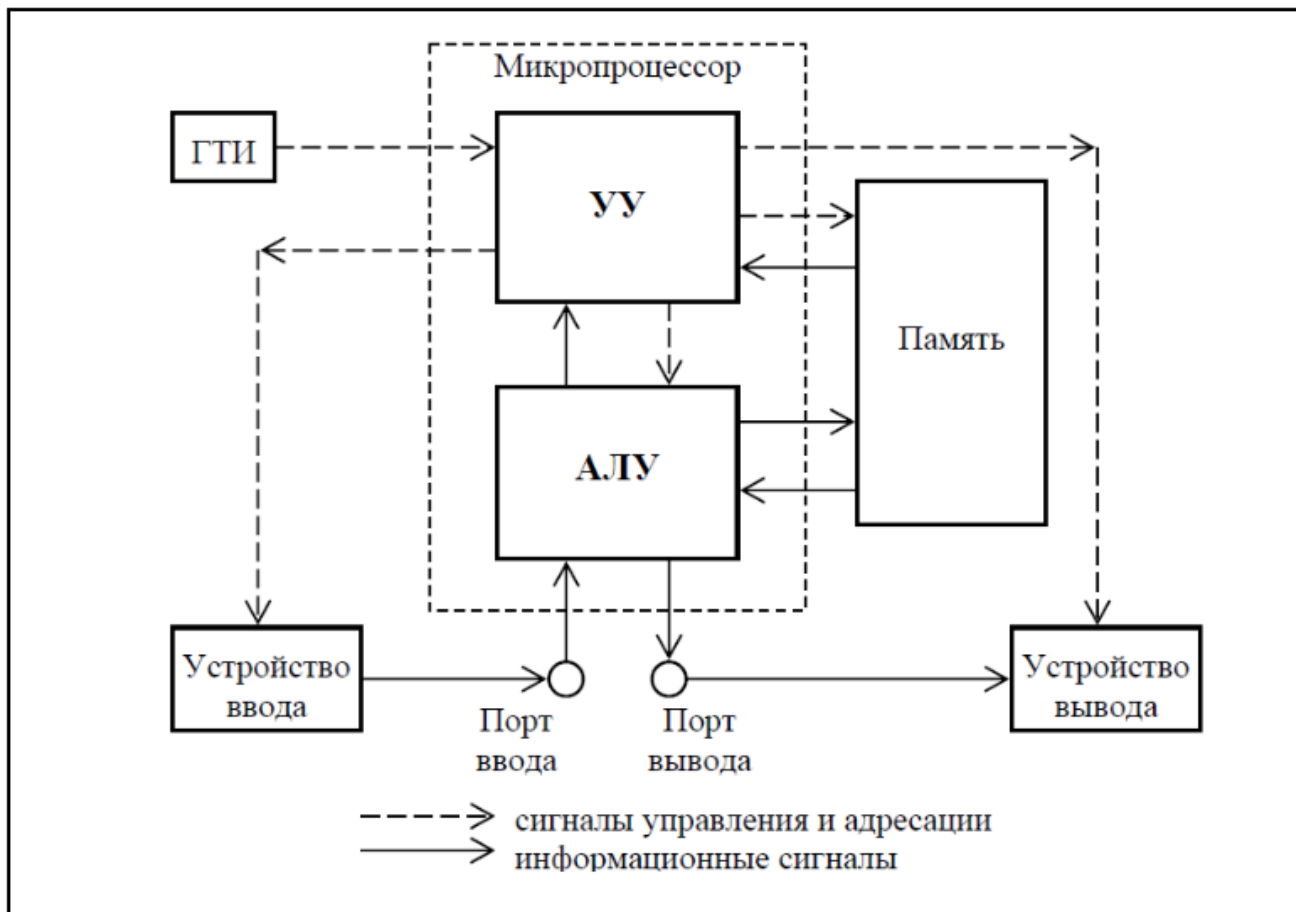 Микропроцессор
ГТИ
УУ
Память
АЛУ
Устройство
ввода
Порт
ввода
Порт
вывода
Устройство
вывода
сигналы управления и адресации
информационные сигналы